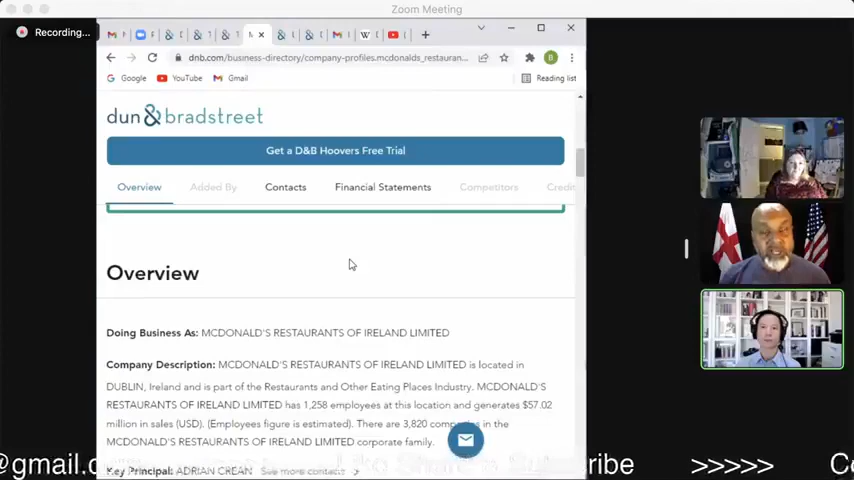 Zoom Meeting
Recording...
dnb.com/business-directory/company-profiles.mcdonalds_restauran...
Google YouTube Gmail Reading list
dun & bradstreet
Get a D&B Hoovers Free Trial
Overview Added By Contacts Financial Statements Competitors Credit
Overview
Doing Business As: MCDONALD'S RESTAURANTS OF IRELAND LIMITED
Company Description: MCDONALD'S RESTAURANTS OF IRELAND LIMITED is located in
DUBLIN, Ireland and is part of the Restaurants and Other Eating Places Industry. MCDONALD'S
RESTAURANTS OF IRELAND LIMITED has 1,258 employees at this location and generates $57.02
million in sales (USD). (Employees figure is estimated). There are 3,820 companies in the
MCDONALD'S RESTAURANTS OF IRELAND LIMITED corporate family.
Key Principal: ADRIAN CREAN See more contacts
@gmail.c Like Share & Subscribe >>>>> Co